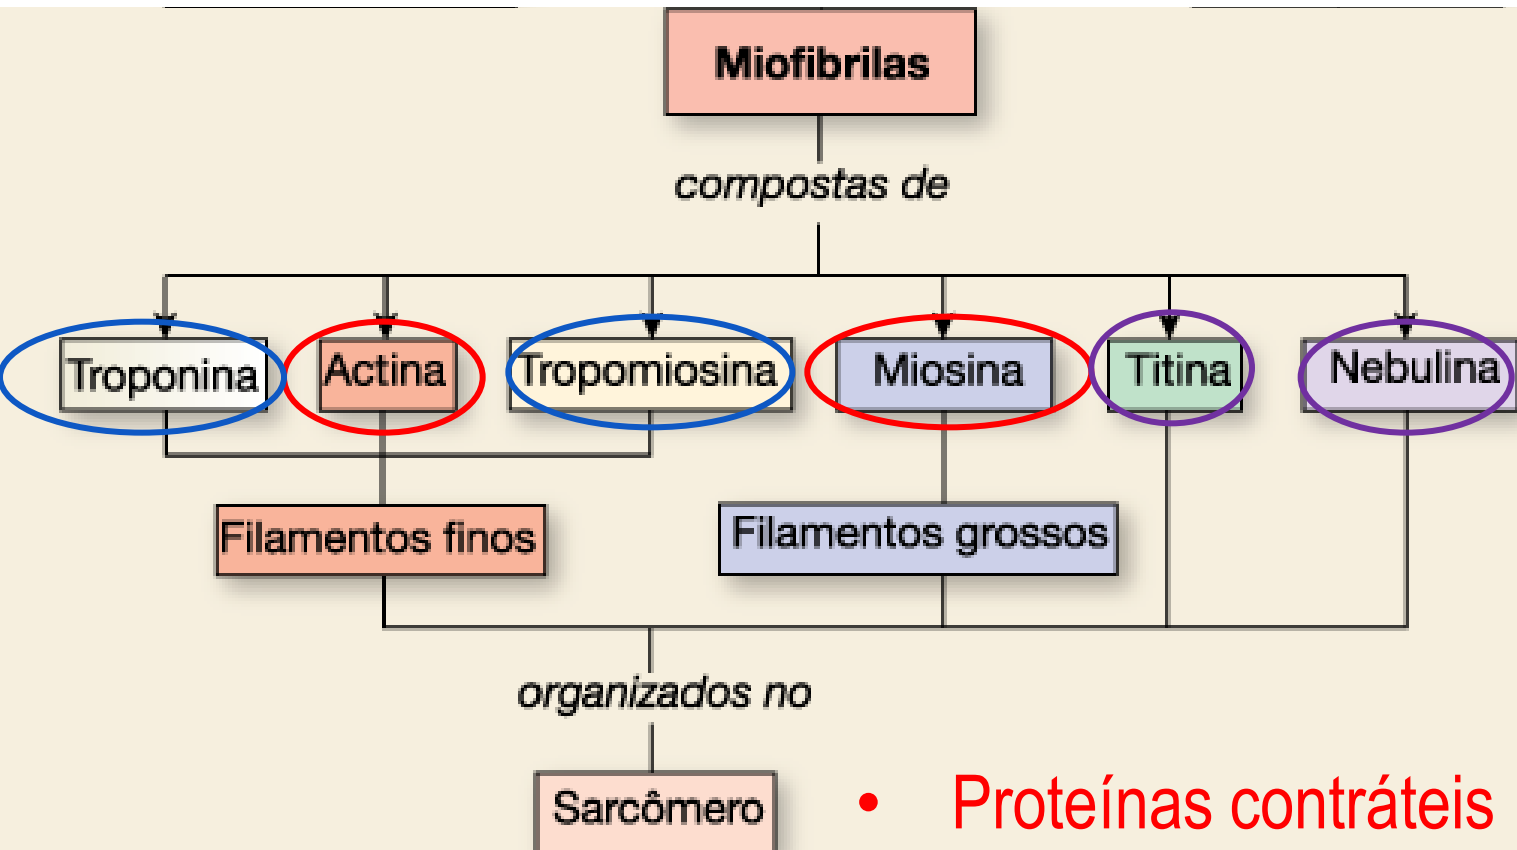 Miofibrilas
compostas de
Troponina Actina Tropomiosina Miosina Titina Nebulina
Filamentos finos Filamentos grossos
organizados no
Sarcômero
• Proteínas contráteis